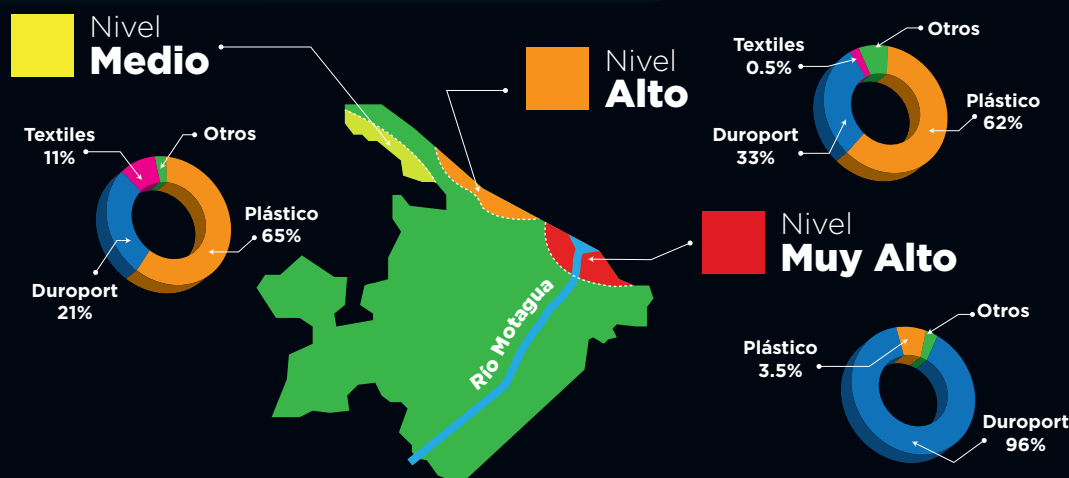 Nivel
Medio
Textiles
11%
Otros
Plástico
65%
Duroport
21%
Nivel
Alto
Textiles
0.5%
Otros
Plástico
62%
Duroport
33%
Nivel
Muy Alto
Otros
Plástico
3.5%
Duroport
96%
Río Motagua